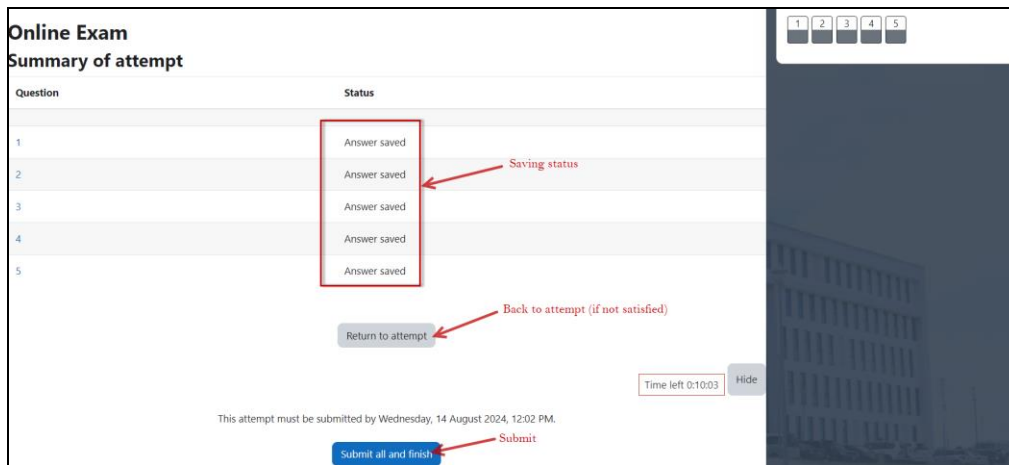 Online Exam
Summary of attempt
1 2 3 4 5
Question Status
1 Answer saved
2 Answer saved
3 Answer saved
4 Answer saved
5 Answer saved
Saving status
Back to attempt (if not satisfied)
Return to attempt
Time left 0:10:03 Hide
This attempt must be submitted by Wednesday, 14 August 2024, 12:02 PM.
Submit
Submit all and finish